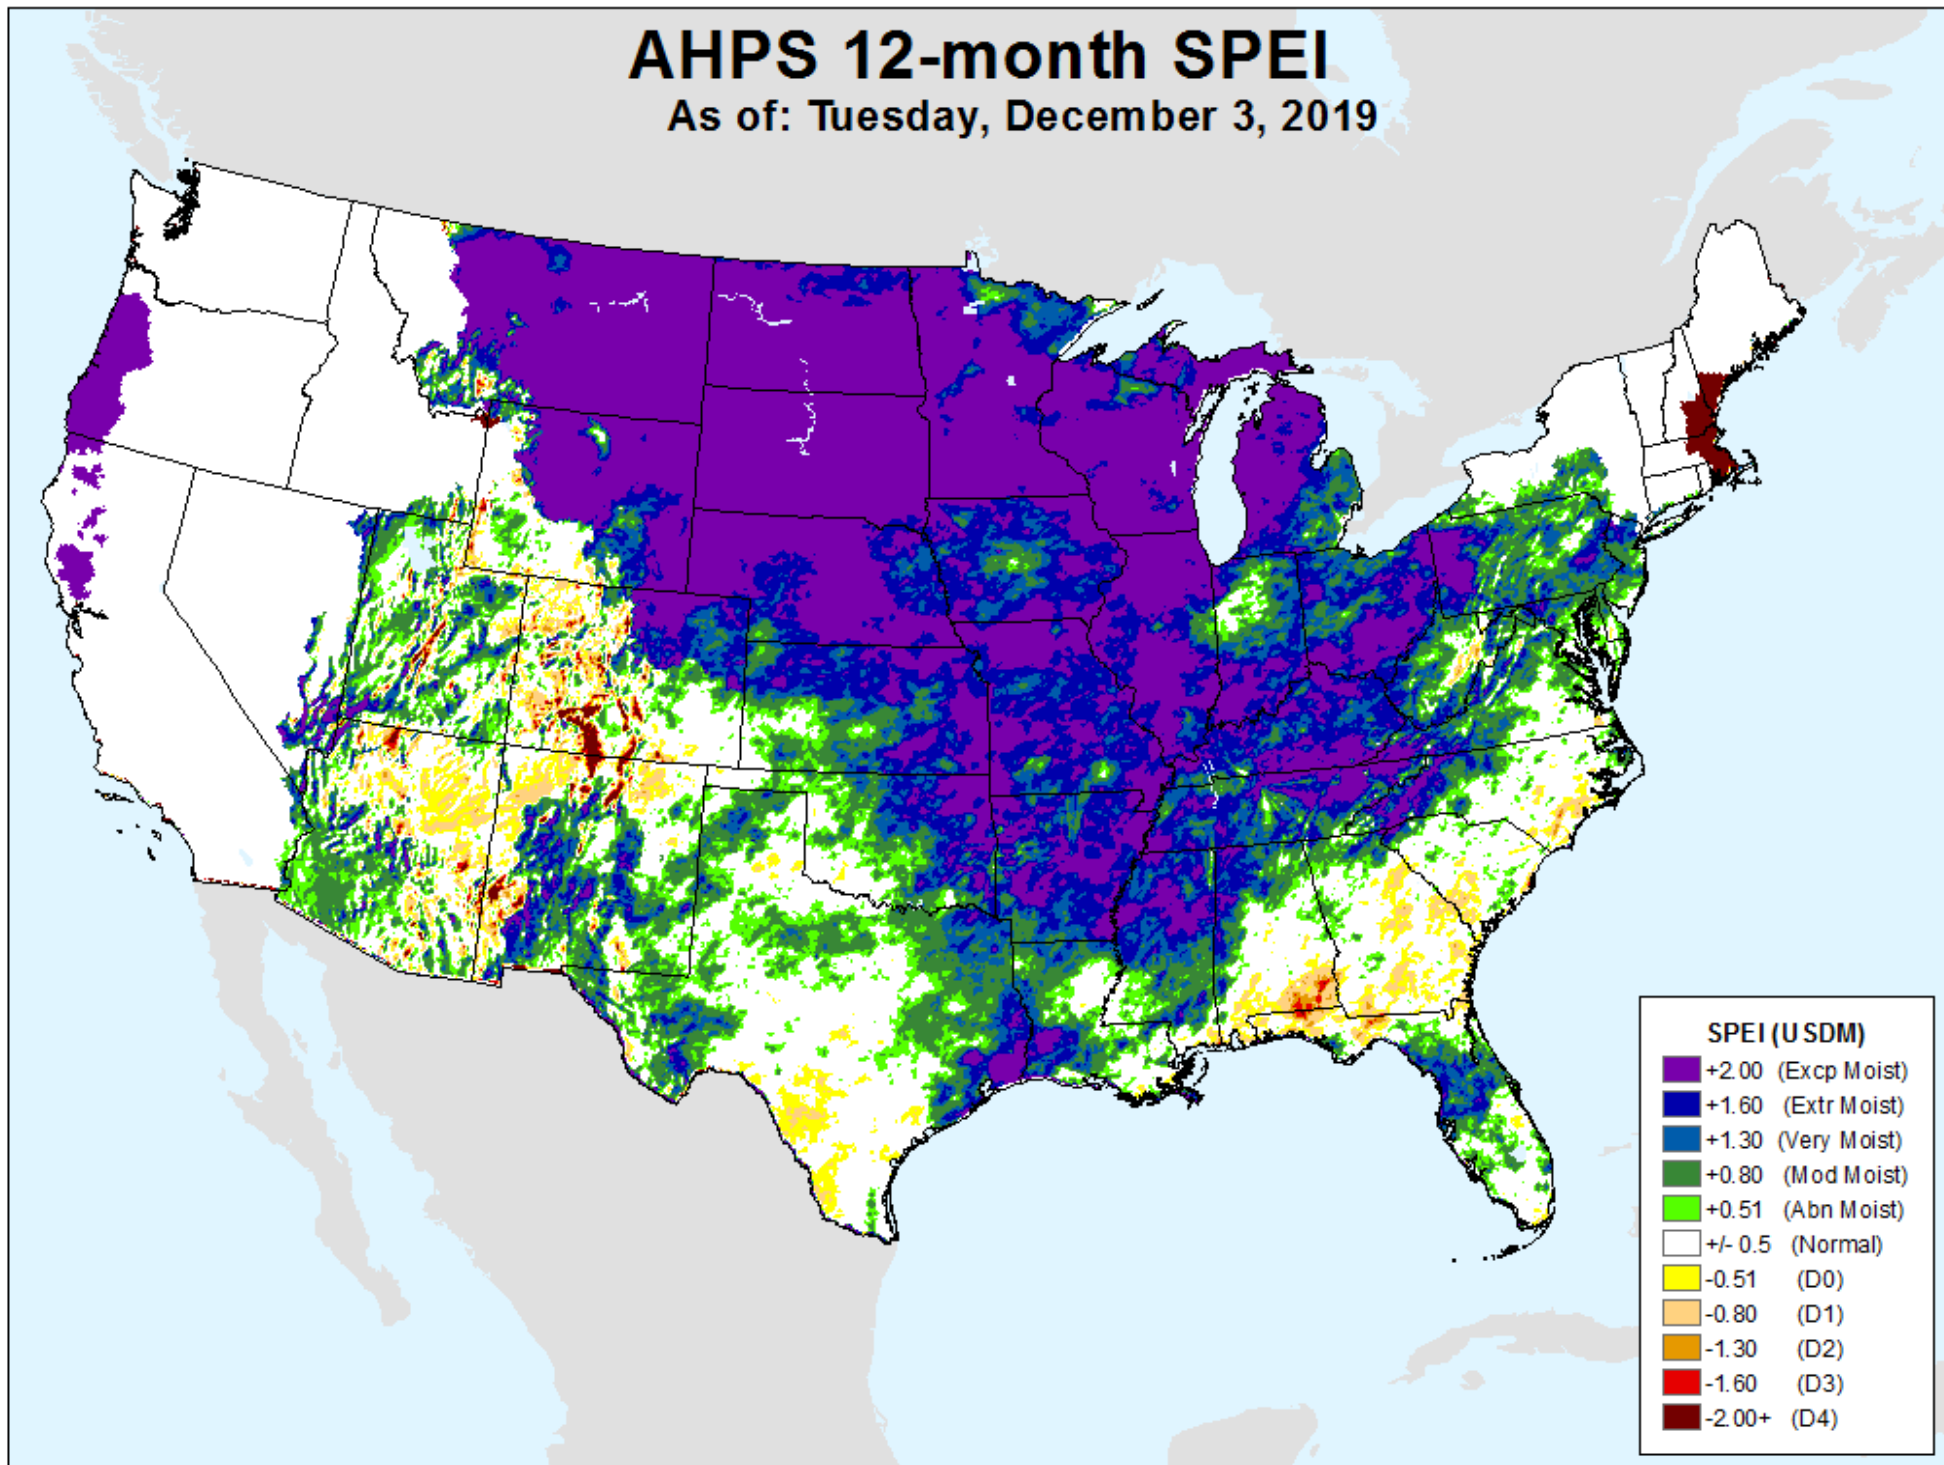 AHPS 12-month SPEI
As of: Tuesday, December 3, 2019
SPEI (USDM)
+2.00 (Excp Moist)
+1.60 (Extr Moist)
+1.30 (Very Moist)
+0.80 (Mod Moist)
+0.51 (Abn Moist)
+/- 0.5 (Normal)
-0.51 (D0)
-0.80 (D1)
-1.30 (D2)
-1.60 (D3)
-2.00+ (D4)